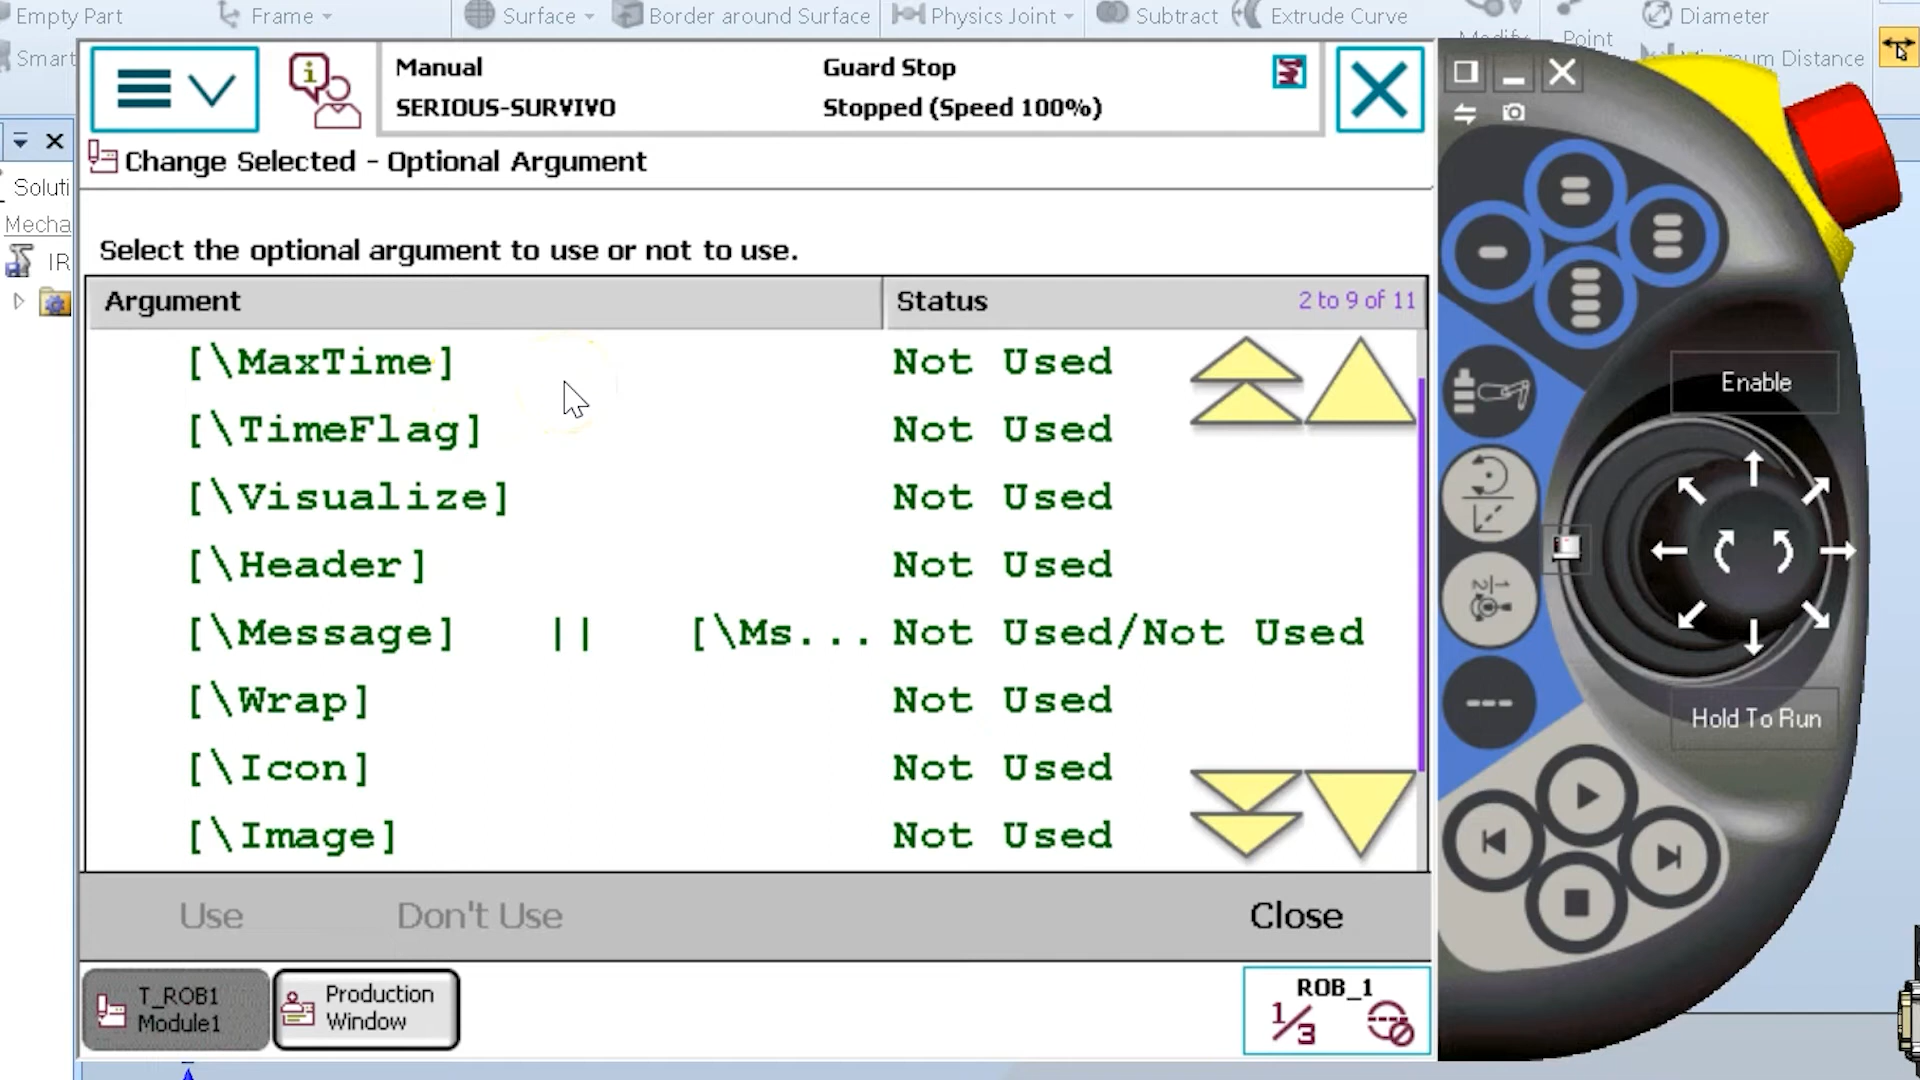 Empty Part
Frame
Surface
Border around Surface
Physics Joint
Subtract
Extrude Curve
Modify
Point
Diameter
Smart
Distance
Manual
Guard Stop
SERIOUS-SURVIVO
Stopped (Speed 100%)
Change Selected - Optional Argument
Soluti
Mecha
IR
Select the optional argument to use or not to use.
Argument
Status
2 to 9 of 11
[\MaxTime] Not Used
[\TimeFlag] Not Used
[\Visualize] Not Used
[\Header] Not Used
[\Message] || [\Ms... Not Used/Not Used
[\Wrap] Not Used
[\Icon] Not Used
[\Image] Not Used
Enable
Hold To Run
Use
Don't Use
Close
T_ROB1
Module1
Production
Window
ROB_1
1/3